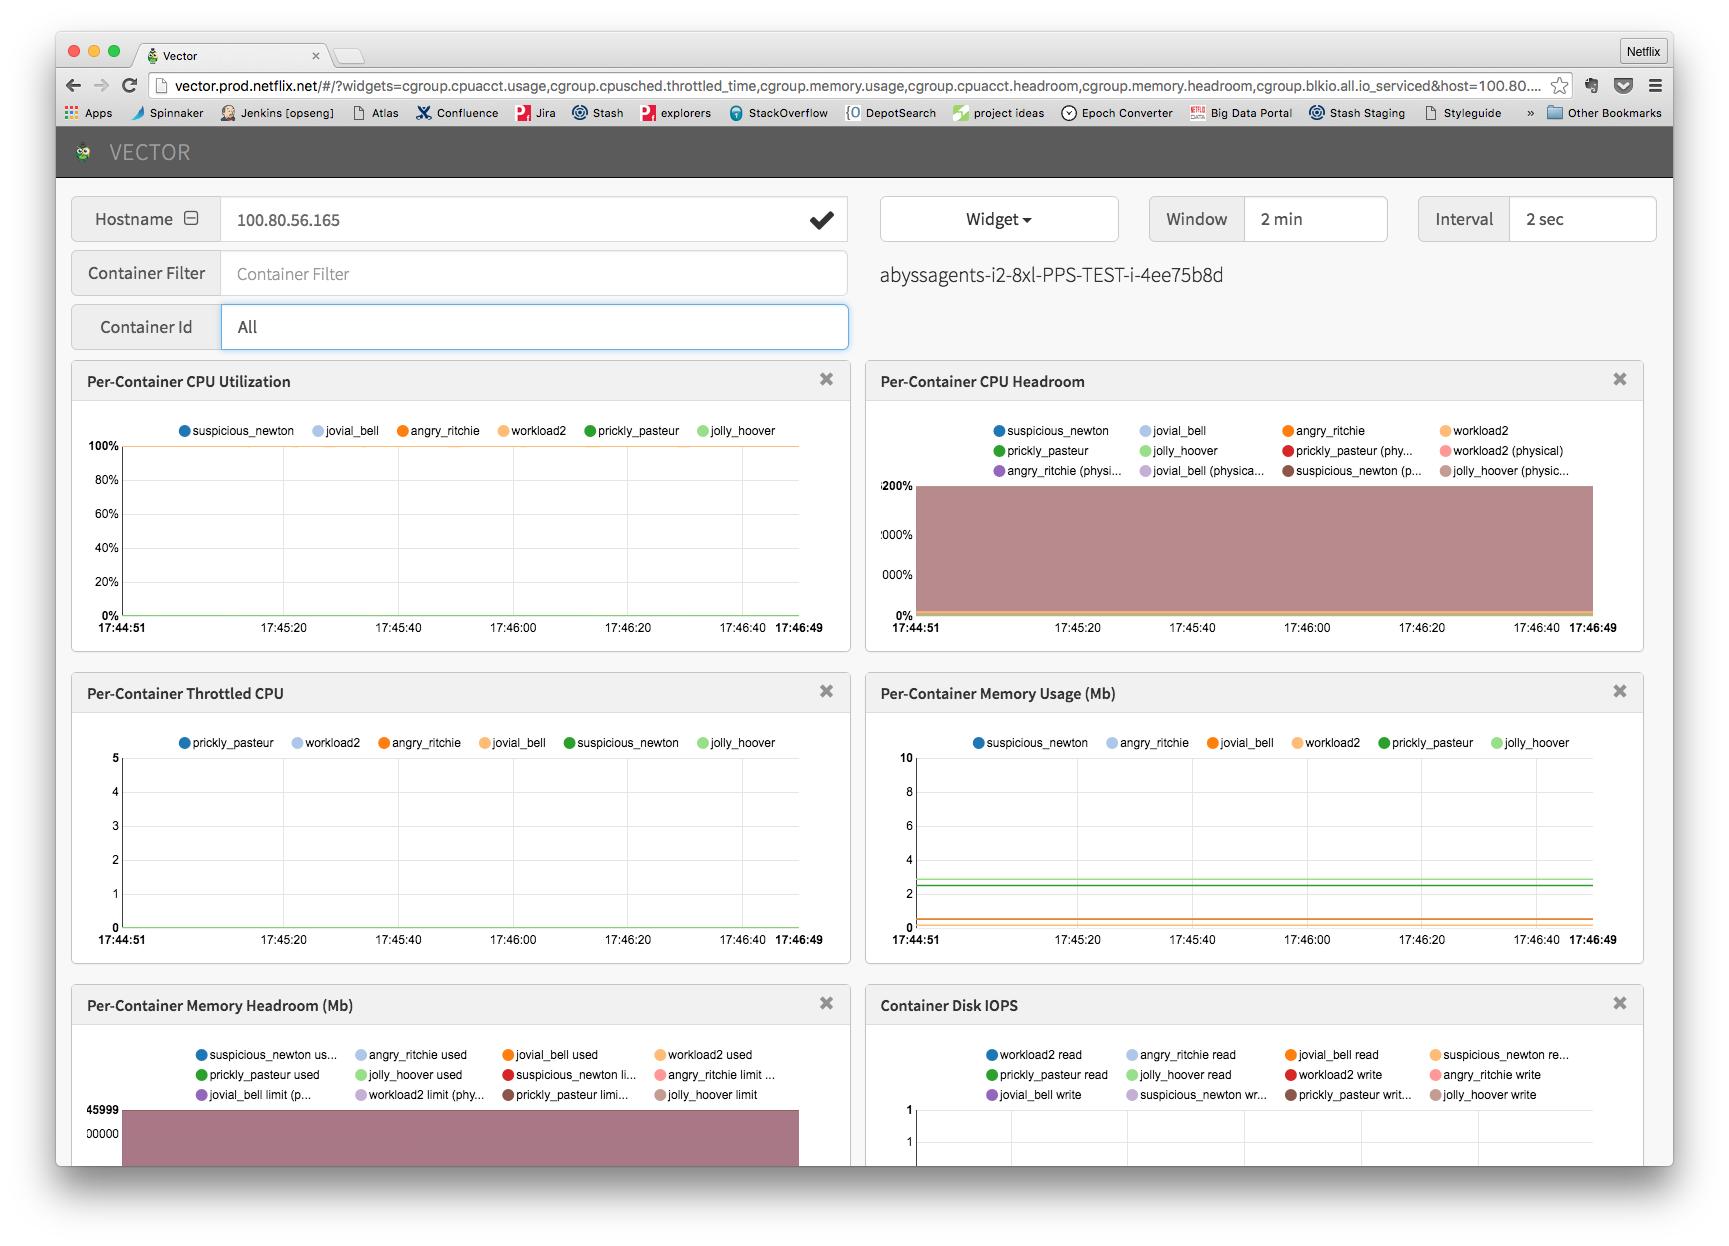 Vector
Netflix
vector.prod.netflix.net/#/?widgets=cgroup.cpuacct.usage,cgroup.cpusched.throttled_time,cgroup.memory.usage,cgroup.cpuacct.headroom,cgroup.memory.headroom,cgroup.blkio.all.io_serviced&host=100.80....
Apps Spinnaker Jenkins [opseng] Atlas Confluence Jira Stash explorers StackOverflow DepotSearch project ideas Epoch Converter Big Data Portal Stash Staging Styleguide » Other Bookmarks
VECTOR
Hostname 100.80.56.165 Widget Window 2 min Interval 2 sec
Container Filter Container Filter abyssagents-i2-8xl-PPS-TEST-i-4ee75b8d
Container Id All
Per-Container CPU Utilization
suspicious_newton jovial_bell angry_ritchie workload2 prickly_pasteur jolly_hoover
100%
80%
60%
40%
20%
0%
17:44:51 17:45:20 17:45:40 17:46:00 17:46:20 17:46:40 17:46:49
Per-Container CPU Headroom
suspicious_newton jovial_bell angry_ritchie workload2
prickly_pasteur jolly_hoover prickly_pasteur (phy... workload2 (physical)
angry_ritchie (physi... jovial_bell (physica... suspicious_newton (p... jolly_hoover (physic...
200%
000%
000%
0%
17:44:51 17:45:20 17:45:40 17:46:00 17:46:20 17:46:40 17:46:49
Per-Container Throttled CPU
prickly_pasteur workload2 angry_ritchie jovial_bell suspicious_newton jolly_hoover
5
4
3
2
1
0
17:44:51 17:45:20 17:45:40 17:46:00 17:46:20 17:46:40 17:46:49
Per-Container Memory Usage (Mb)
suspicious_newton angry_ritchie jovial_bell workload2 prickly_pasteur jolly_hoover
10
8
6
4
2
0
17:44:51 17:45:20 17:45:40 17:46:00 17:46:20 17:46:40 17:46:49
Per-Container Memory Headroom (Mb)
suspicious_newton us... angry_ritchie used jovial_bell used workload2 used
prickly_pasteur used jolly_hoover used suspicious_newton li... angry_ritchie limit ...
jovial_bell limit (p... workload2 limit (phy... prickly_pasteur limi... jolly_hoover limit
45999
00000
Container Disk IOPS
workload2 read angry_ritchie read jovial_bell read suspicious_newton re...
prickly_pasteur read jolly_hoover read workload2 write angry_ritchie write
jovial_bell write suspicious_newton wr... prickly_pasteur writ... jolly_hoover write
1
1